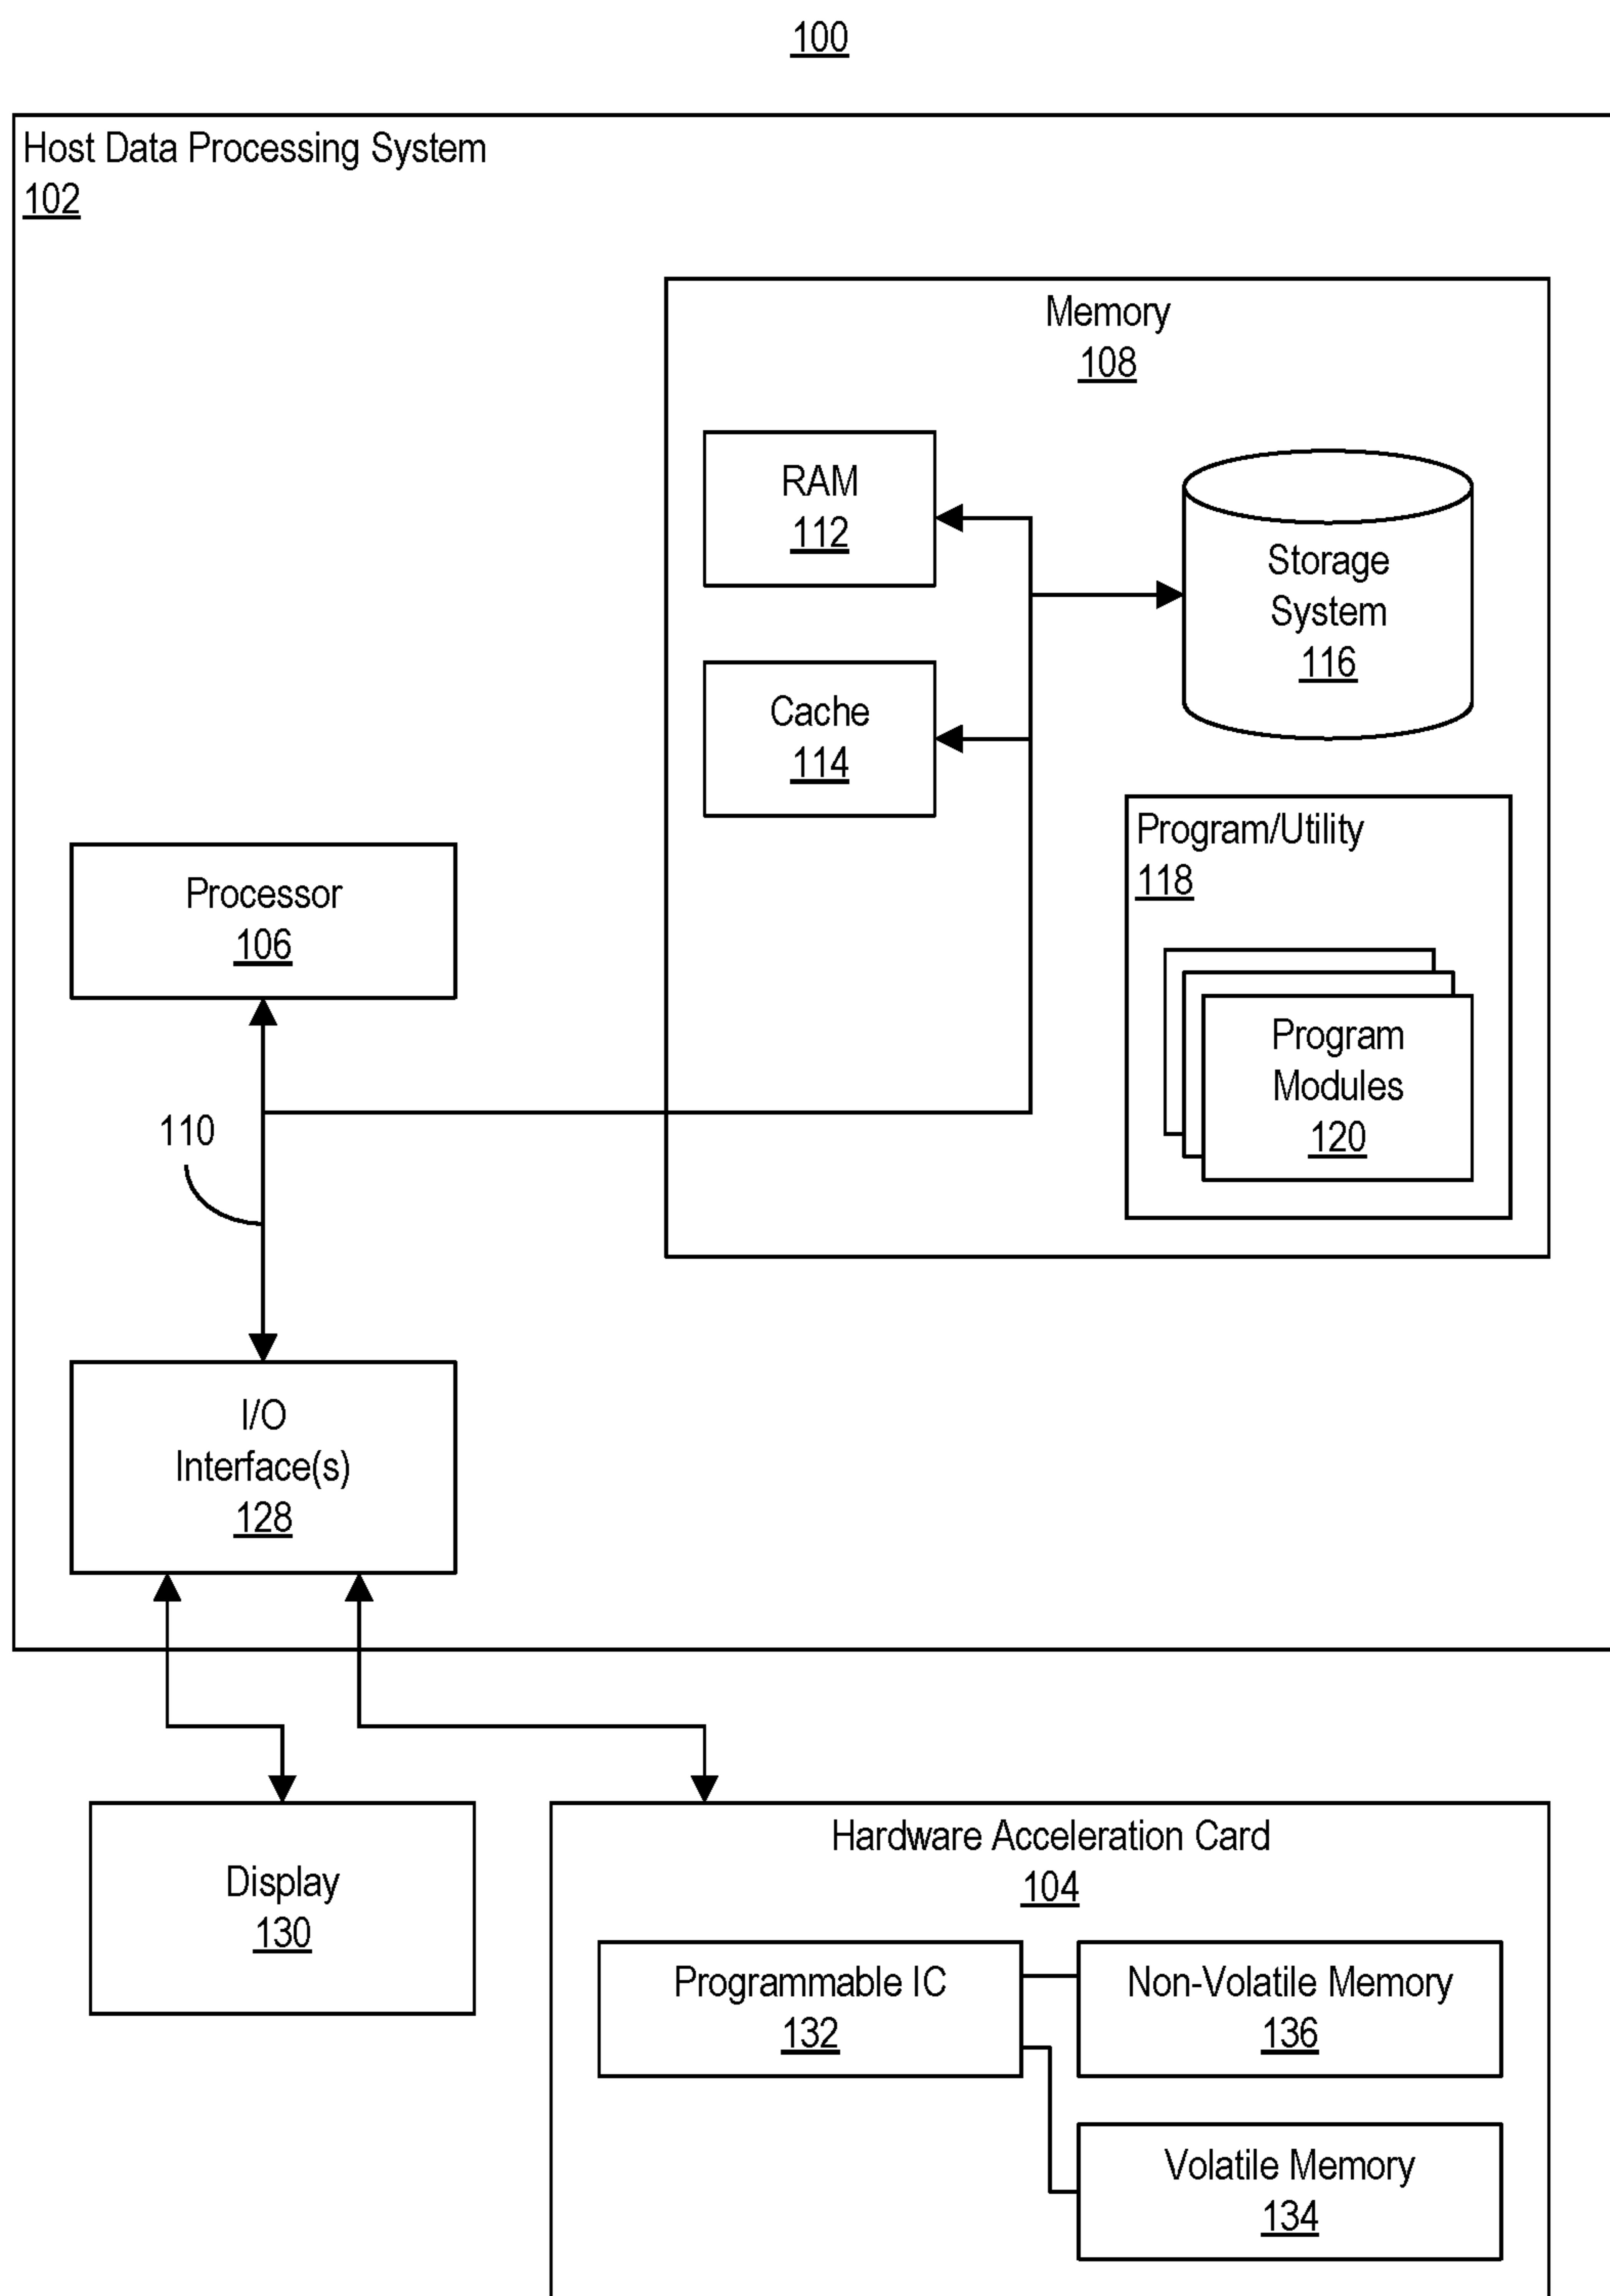 100
Host Data Processing System
102
Memory
108
RAM
112
Storage
System
116
Cache
114
Program/Utility
118
Processor
106
Program
Modules
120
110
I/O
Interface(s)
128
Display
130
Hardware Acceleration Card
104
Programmable IC
132
Non-Volatile Memory
136
Volatile Memory
134